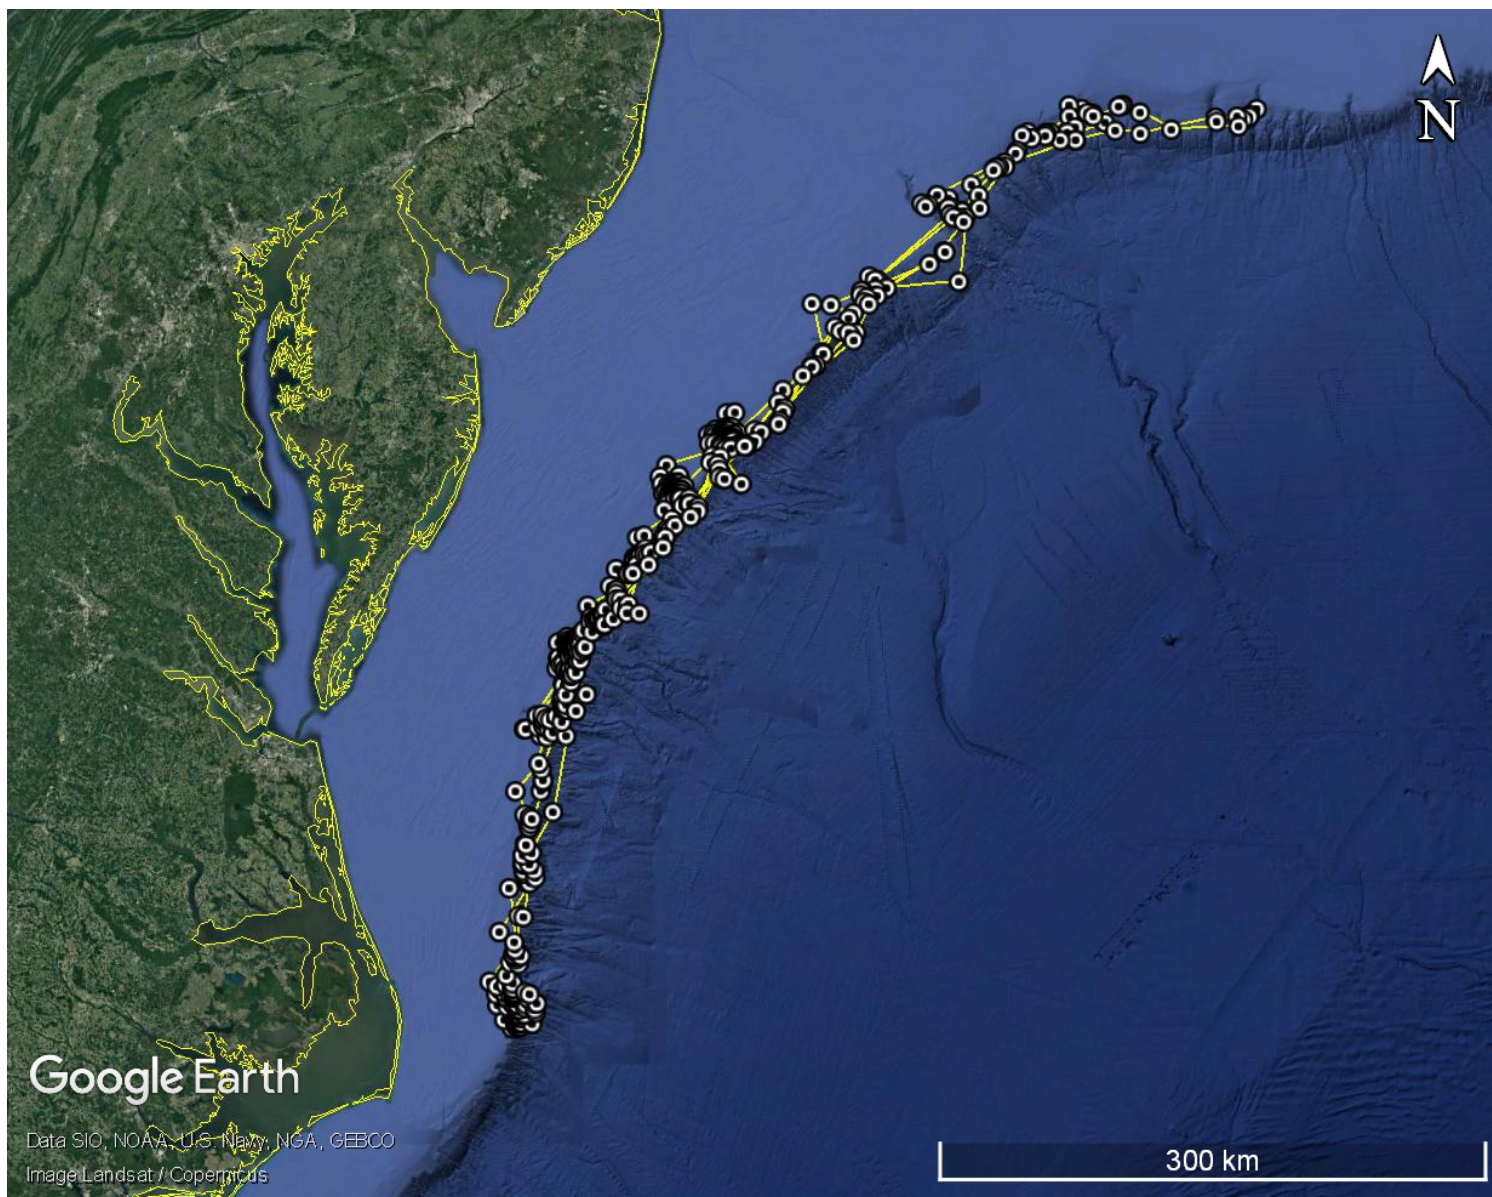 N
Google Earth
Data SIO, NOAA, U.S. Navy, NGA, GEBCO
Image Landsat / Copernicus
300 km